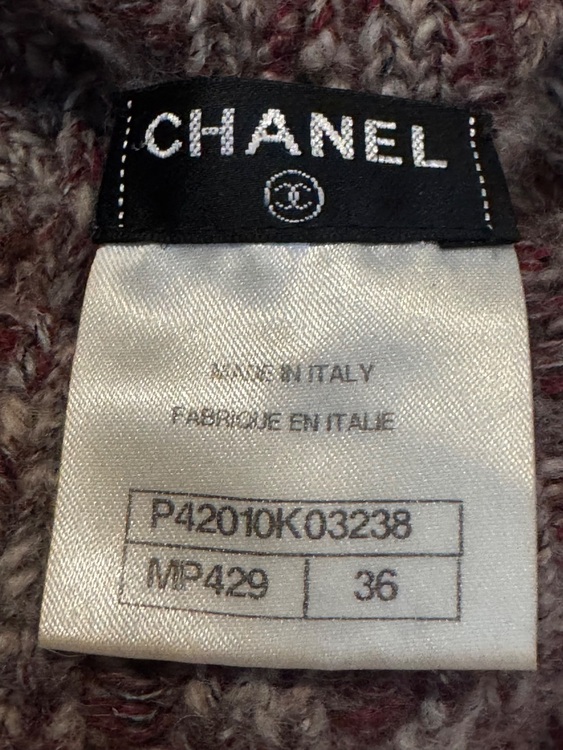 CHANEL
MADE IN ITALY
FABRIQUE EN ITALIE
P42010K03238
MP429 36